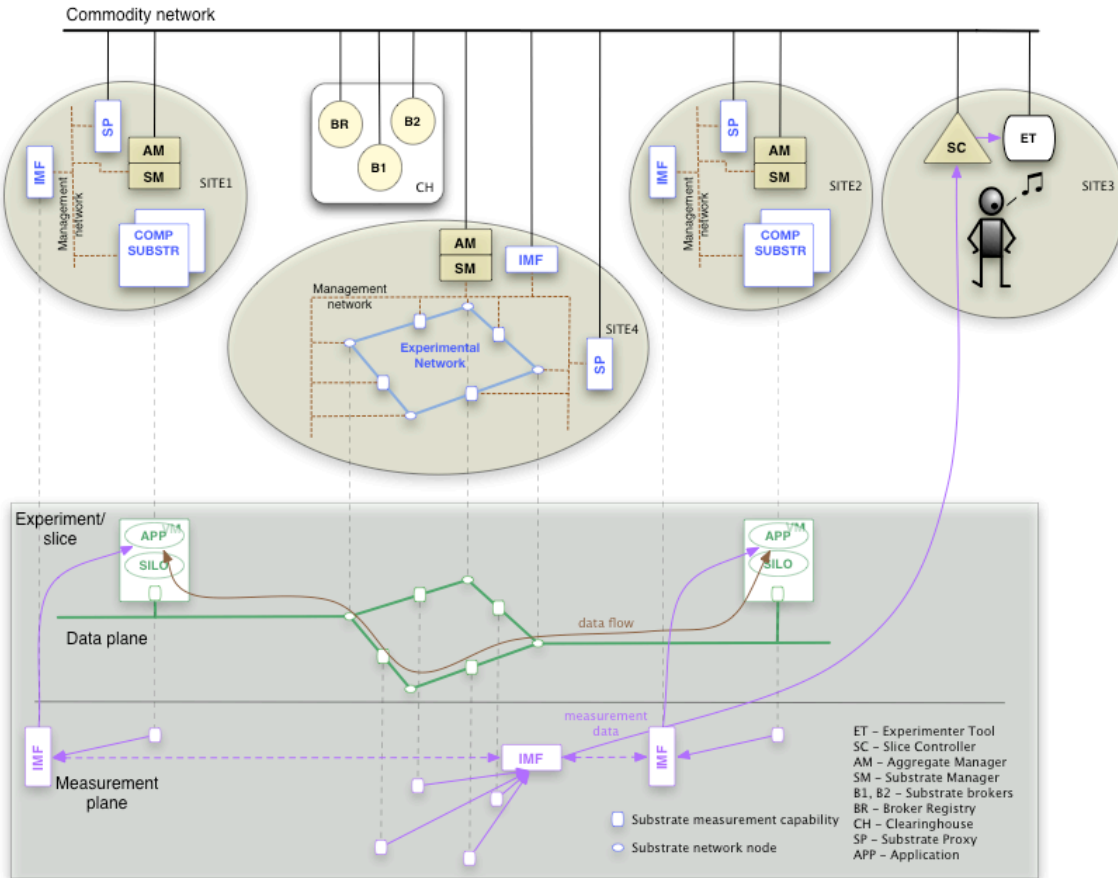 Commodity network
SP
AM
SM
IMF
Management
network
SITE1
COMP
SUBSTR
BR
B2
B1
CH
SP
AM
SM
IMF
Management
network
SITE2
COMP
SUBSTR
SC
ET
SITE3
AM
SM
IMF
Management
network
SITE4
Experimental
Network
SP
Experiment/
slice
VM
APP
SILO
VM
APP
SILO
data flow
Data plane
measurement
data
IMF
IMF
IMF
Measurement
plane
Substrate measurement capability
Substrate network node
ET – Experimenter Tool
SC – Slice Controller
AM – Aggregate Manager
SM – Substrate Manager
B1, B2 – Substrate brokers
BR – Broker Registry
CH – Clearinghouse
SP – Substrate Proxy
APP – Application